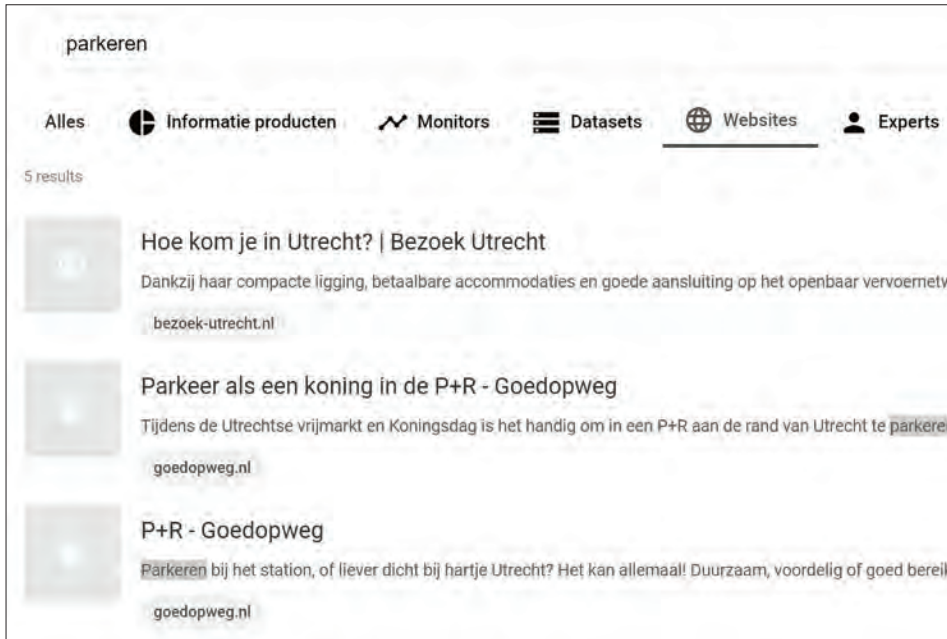 parkeren
Alles Informatie producten Monitors Datasets Websites Experts
5 results
Hoe kom je in Utrecht? | Bezoek Utrecht
Dankzij haar compacte ligging, betaalbare accommodaties en goede aansluiting op het openbaar vervoernetv
bezoek-utrecht.nl
Parkeer als een koning in de P+R - Goedopweg
Tijdens de Utrechtse vrijmarkt en Koningsdag is het handig om in een P+R aan de rand van Utrecht te parkere
goedopweg.nl
P+R - Goedopweg
Parkeren bij het station, of liever dicht bij hartje Utrecht? Het kan allemaal! Duurzaam, voordelig of goed bereik
goedopweg.nl